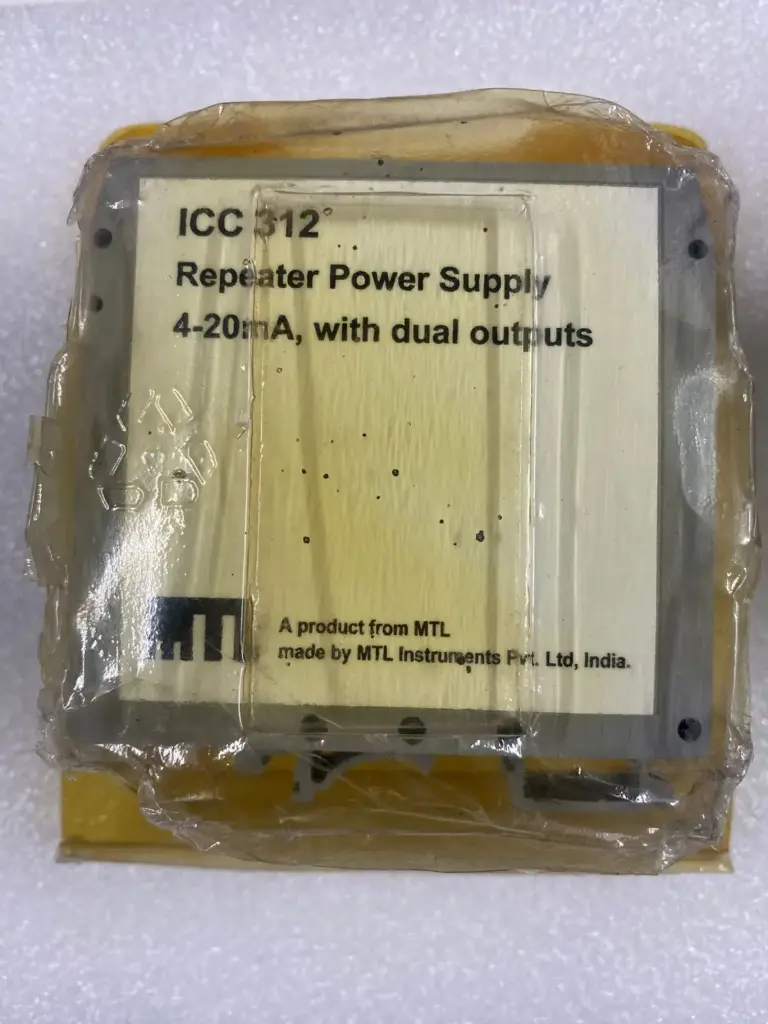 ICC 312
Repeater Power Supply
4-20mA, with dual outputs
MTL
A product from MTL
made by MTL Instruments Pvt. Ltd, India.